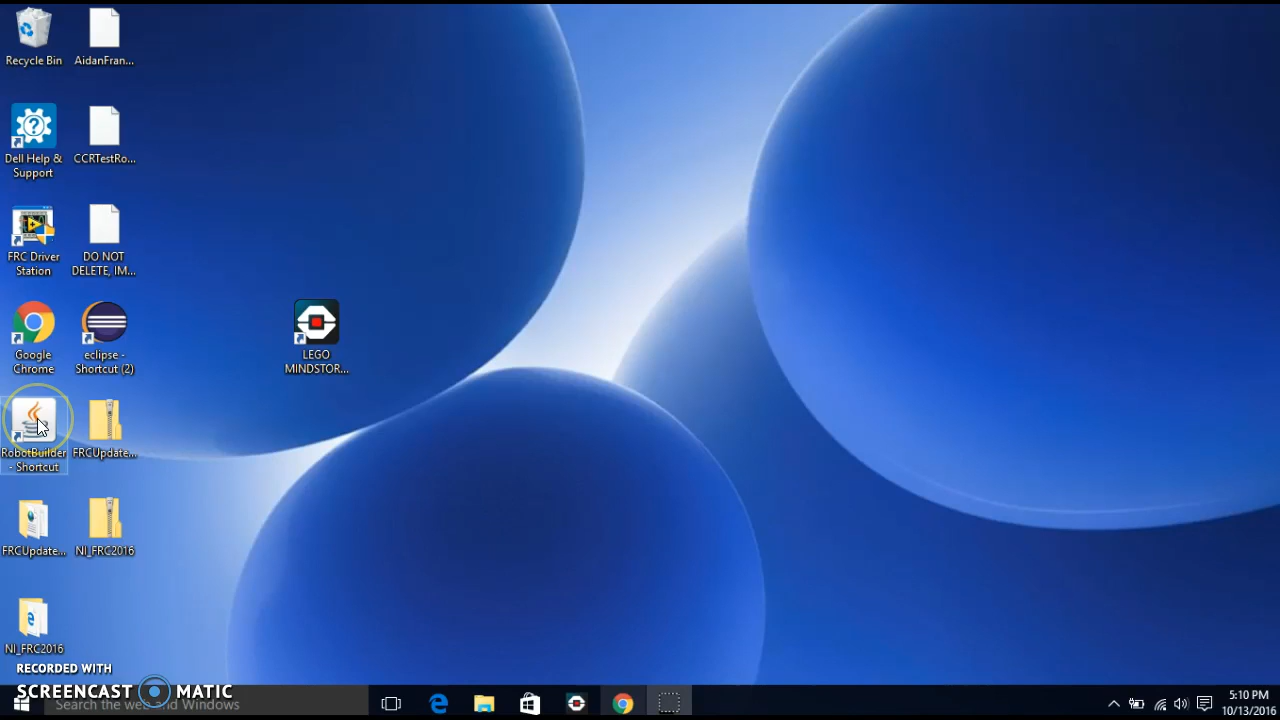 Recycle Bin
AidanFran...
Dell Help &
Support
CCRTestRo...
FRC Driver
Station
DO NOT
DELETE, IM...
Google
Chrome
eclipse -
Shortcut (2)
LEGO
MINDSTOR...
RobotBuilder
- Shortcut
FRCUpdate...
FRCUpdate...
NI_FRC2016
NI_FRC2016
RECORDED WITH
SCREENCAST MATIC
Search the web and Windows
5:10 PM
10/13/2016